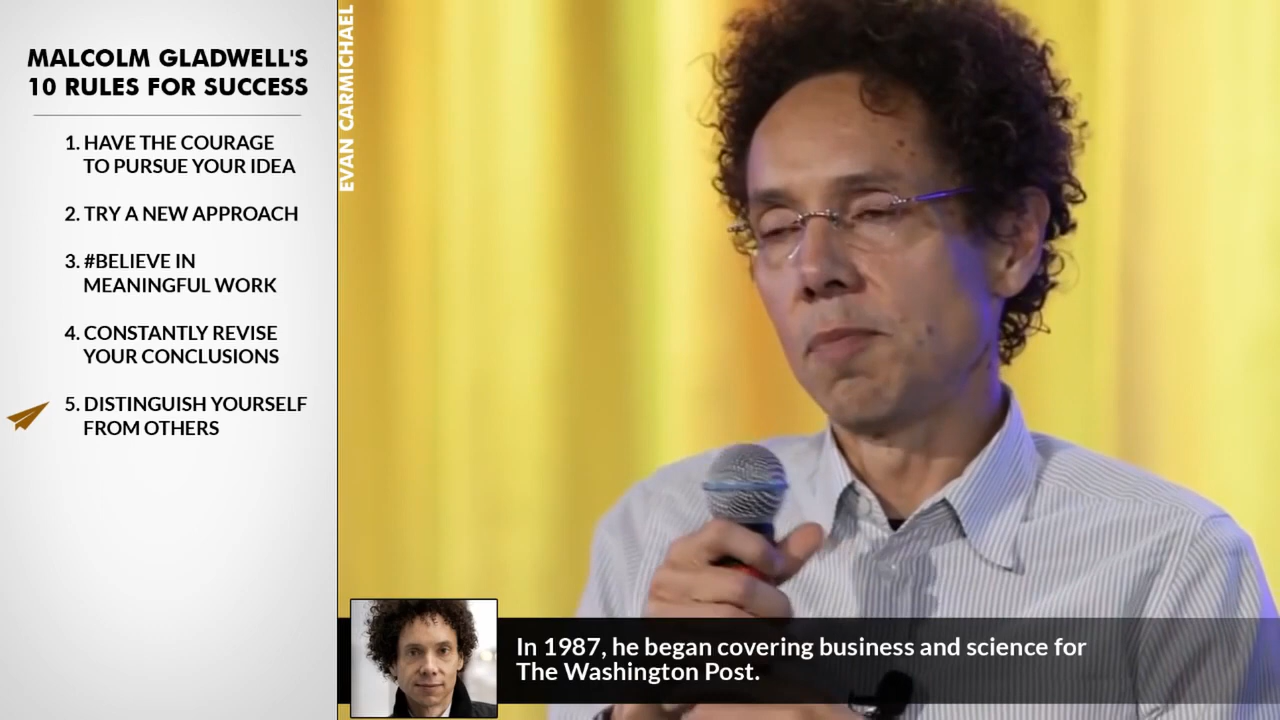 MALCOLM GLADWELL'S
10 RULES FOR SUCCESS
1. HAVE THE COURAGE
TO PURSUE YOUR IDEA
2. TRY A NEW APPROACH
3. #BELIEVE IN
MEANINGFUL WORK
4. CONSTANTLY REVISE
YOUR CONCLUSIONS
5. DISTINGUISH YOURSELF
FROM OTHERS
EVAN CARMICHAEL
In 1987, he began covering business and science for
The Washington Post.